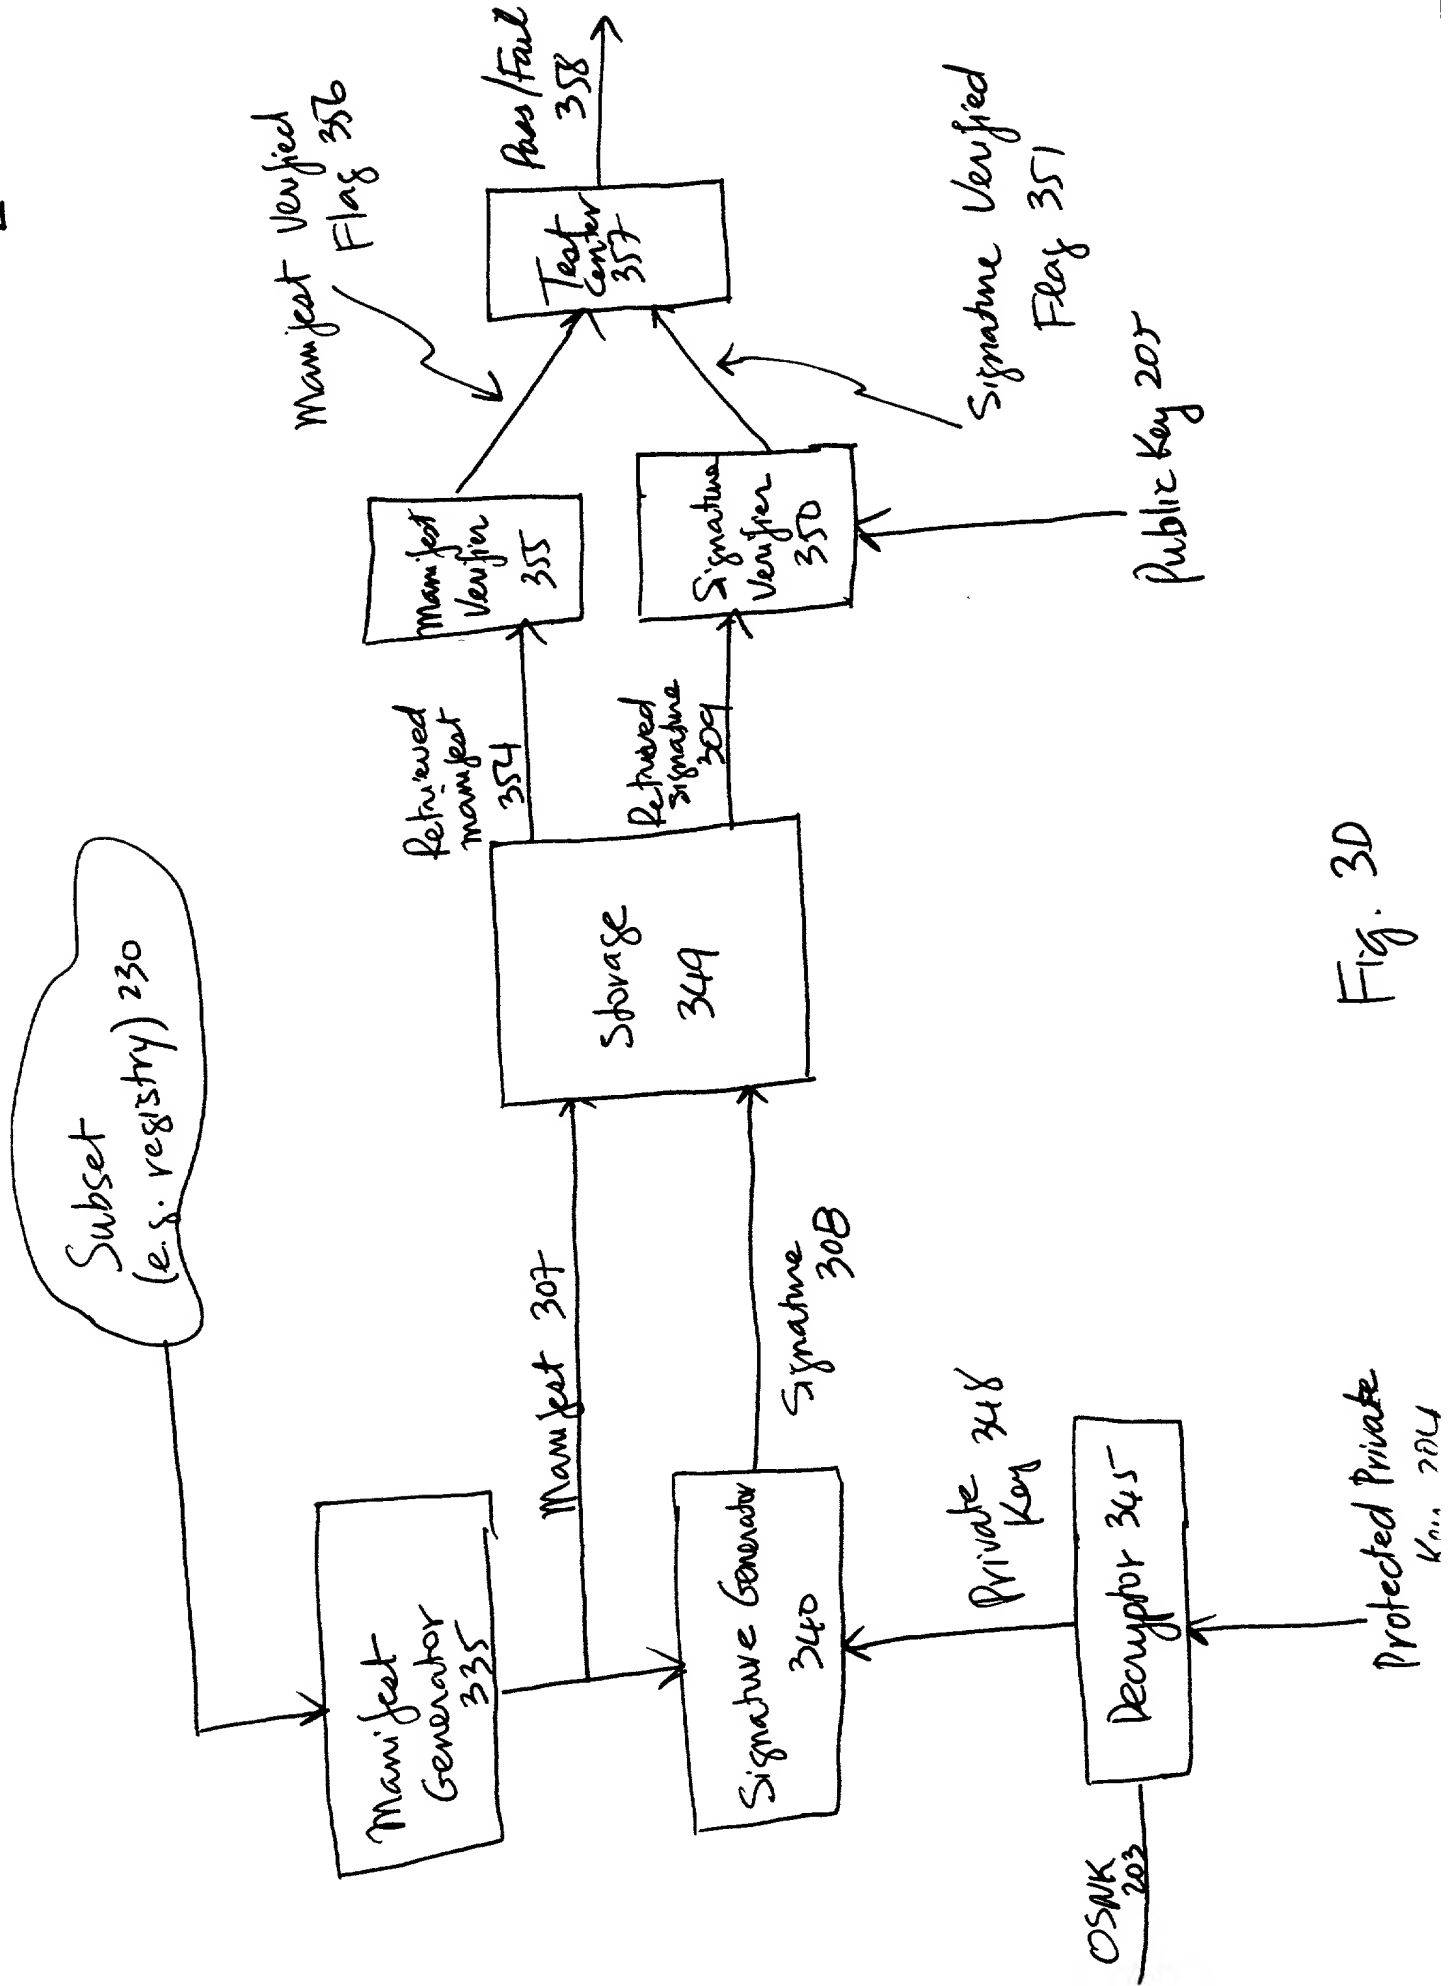 Subset
(e.g. registry) 230
Manifest
Generator
335
Manifest 307
Signature Generator
340
Signature
308
Private 348
Key
Decryptor 345
OSNK
203
Protected Private
Key 204
Storage
349
Retrieved
manifest
354
Retrieved
signature
309
Manifest
Verifier
355
Signature
Verifier
350
Public Key 205
Manifest Verified
Flag 356
Signature Verified
Flag 351
Test
Center
357
Pass/Fail
358
Fig. 3D